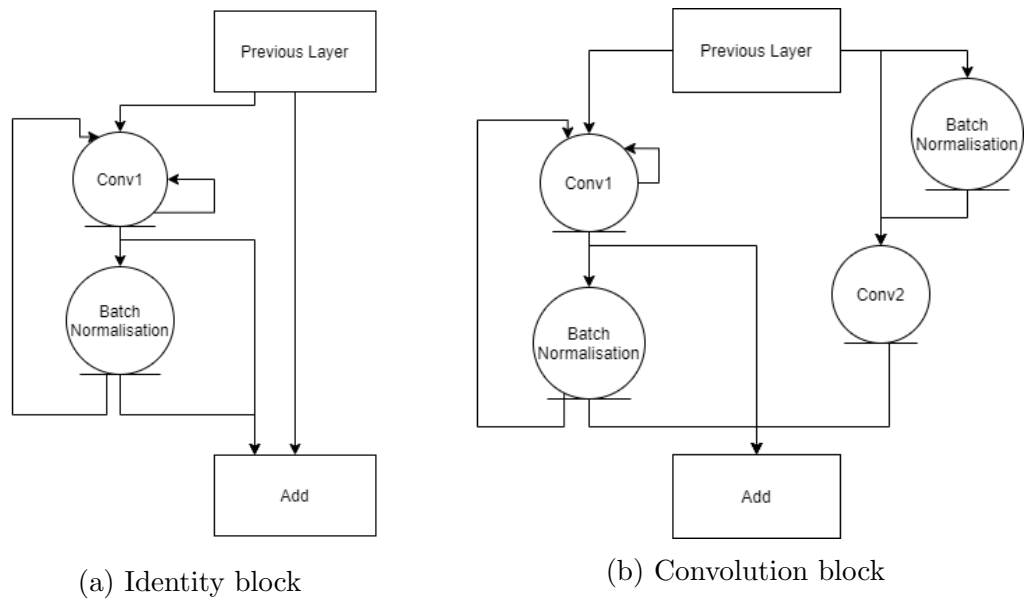 Previous Layer
Conv1
Batch
Normalisation
Add
(a) Identity block
Previous Layer
Batch
Normalisation
Conv1
Conv2
Batch
Normalisation
Add
(b) Convolution block